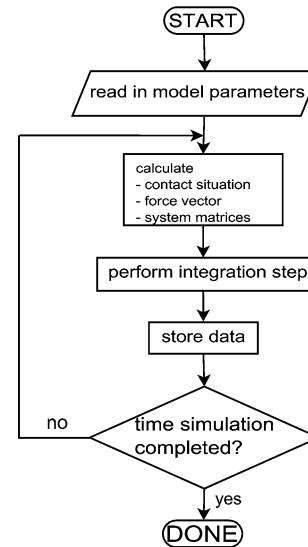 START
read in model parameters
calculate
- contact situation
- force vector
- system matrices
perform integration step
store data
time simulation
completed?
no
yes
DONE